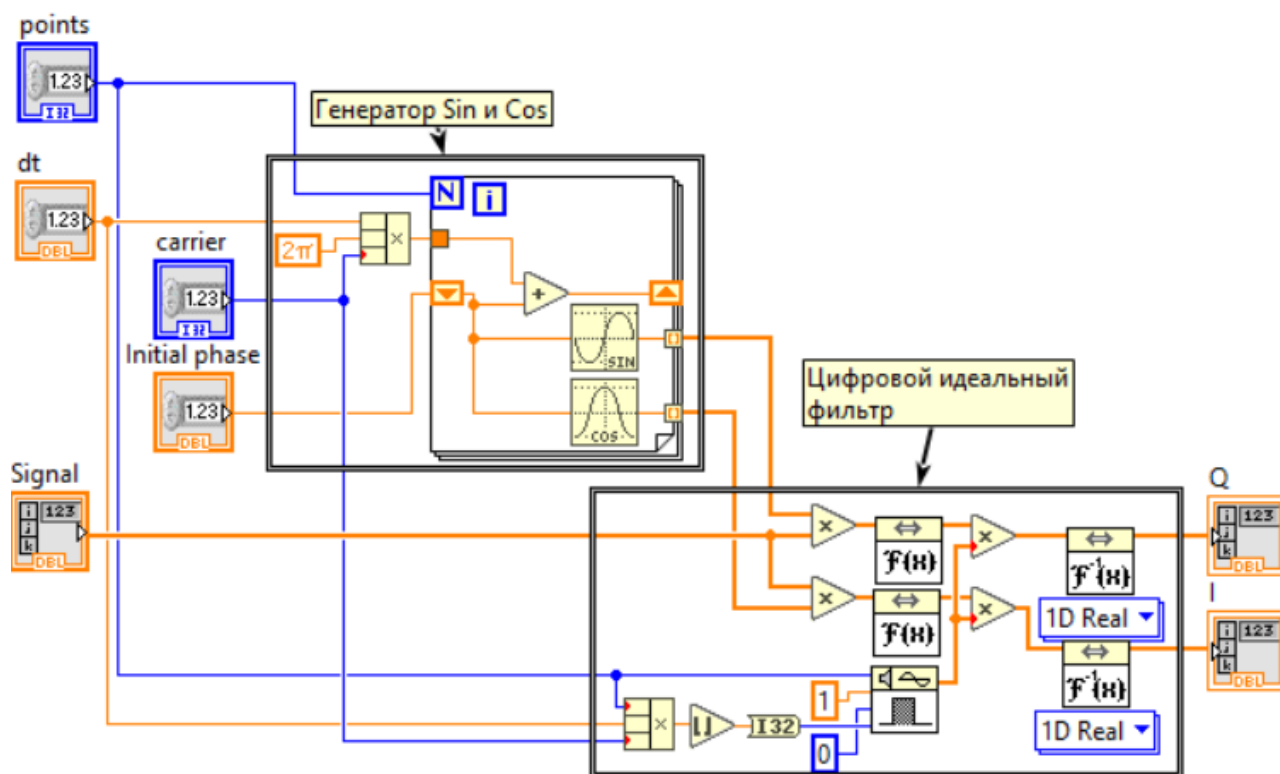 points
1.23
I32
Генератор Sin и Cos
dt
1.23
DBL
N
i
×
2π
carrier
1.23
I32
+
SIN
Initial phase
1.23
DBL
COS
Цифровой идеальный
фильтр
Signal
i 123
j
k
DBL
×
F(x)
×
F⁻¹(x)
Q
i 123
j
k
DBL
×
F(x)
×
1D Real
F⁻¹(x)
I
i 123
j
k
DBL
1
×
I32
0
1D Real